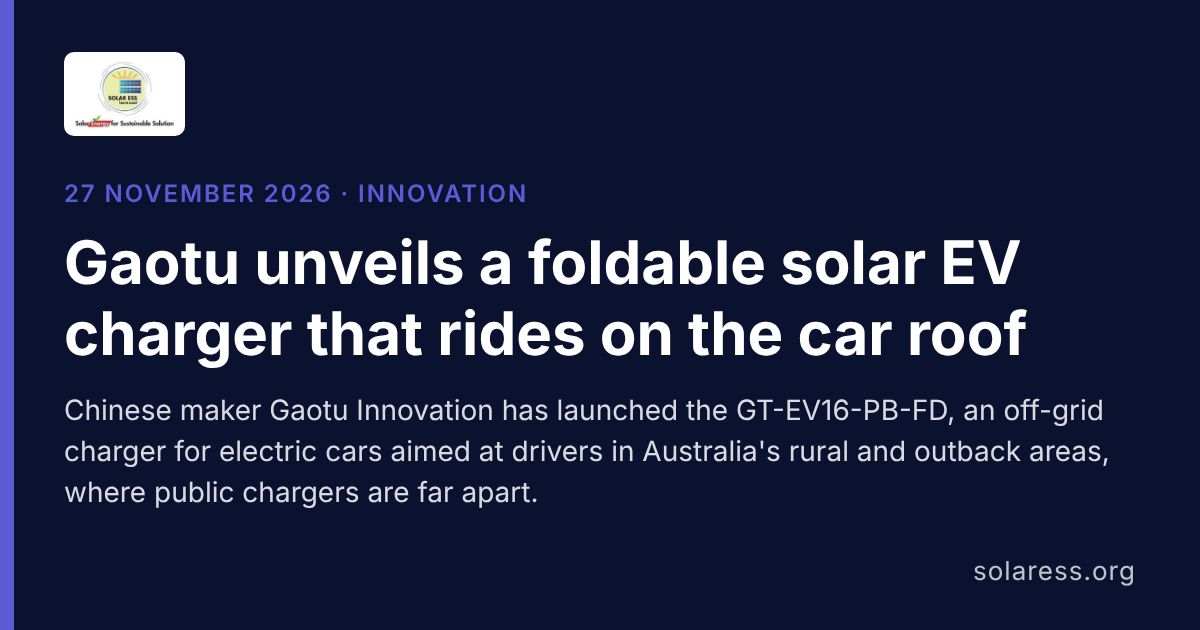 SOLAR ESS
Solar Energy for Sustainable Solution
27 NOVEMBER 2026 · INNOVATION
Gaotu unveils a foldable solar EV
charger that rides on the car roof
Chinese maker Gaotu Innovation has launched the GT-EV16-PB-FD, an off-grid
charger for electric cars aimed at drivers in Australia's rural and outback areas,
where public chargers are far apart.
solaress.org